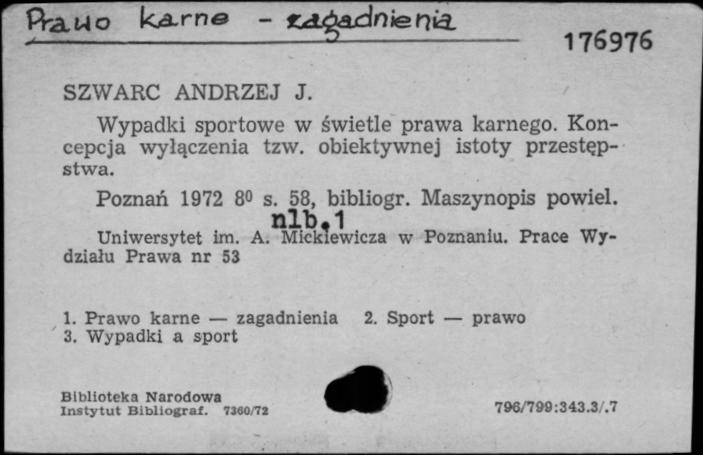 Prawo karne - zagadnienia
176976
SZWARC ANDRZEJ J.
Wypadki sportowe w świetle prawa karnego. Kon-
cepcja wyłączenia tzw. obiektywnej istoty przestęp-
stwa.
Poznań 1972 8⁰ s. 58, bibliogr. Maszynopis powiel.
nlb.1
Uniwersytet im. A. Mickiewicza w Poznaniu. Prace Wy-
działu Prawa nr 53
1. Prawo karne — zagadnienia 2. Sport — prawo
3. Wypadki a sport
Biblioteka Narodowa
Instytut Bibliograf. 7360/72
796/799:343.3/.7